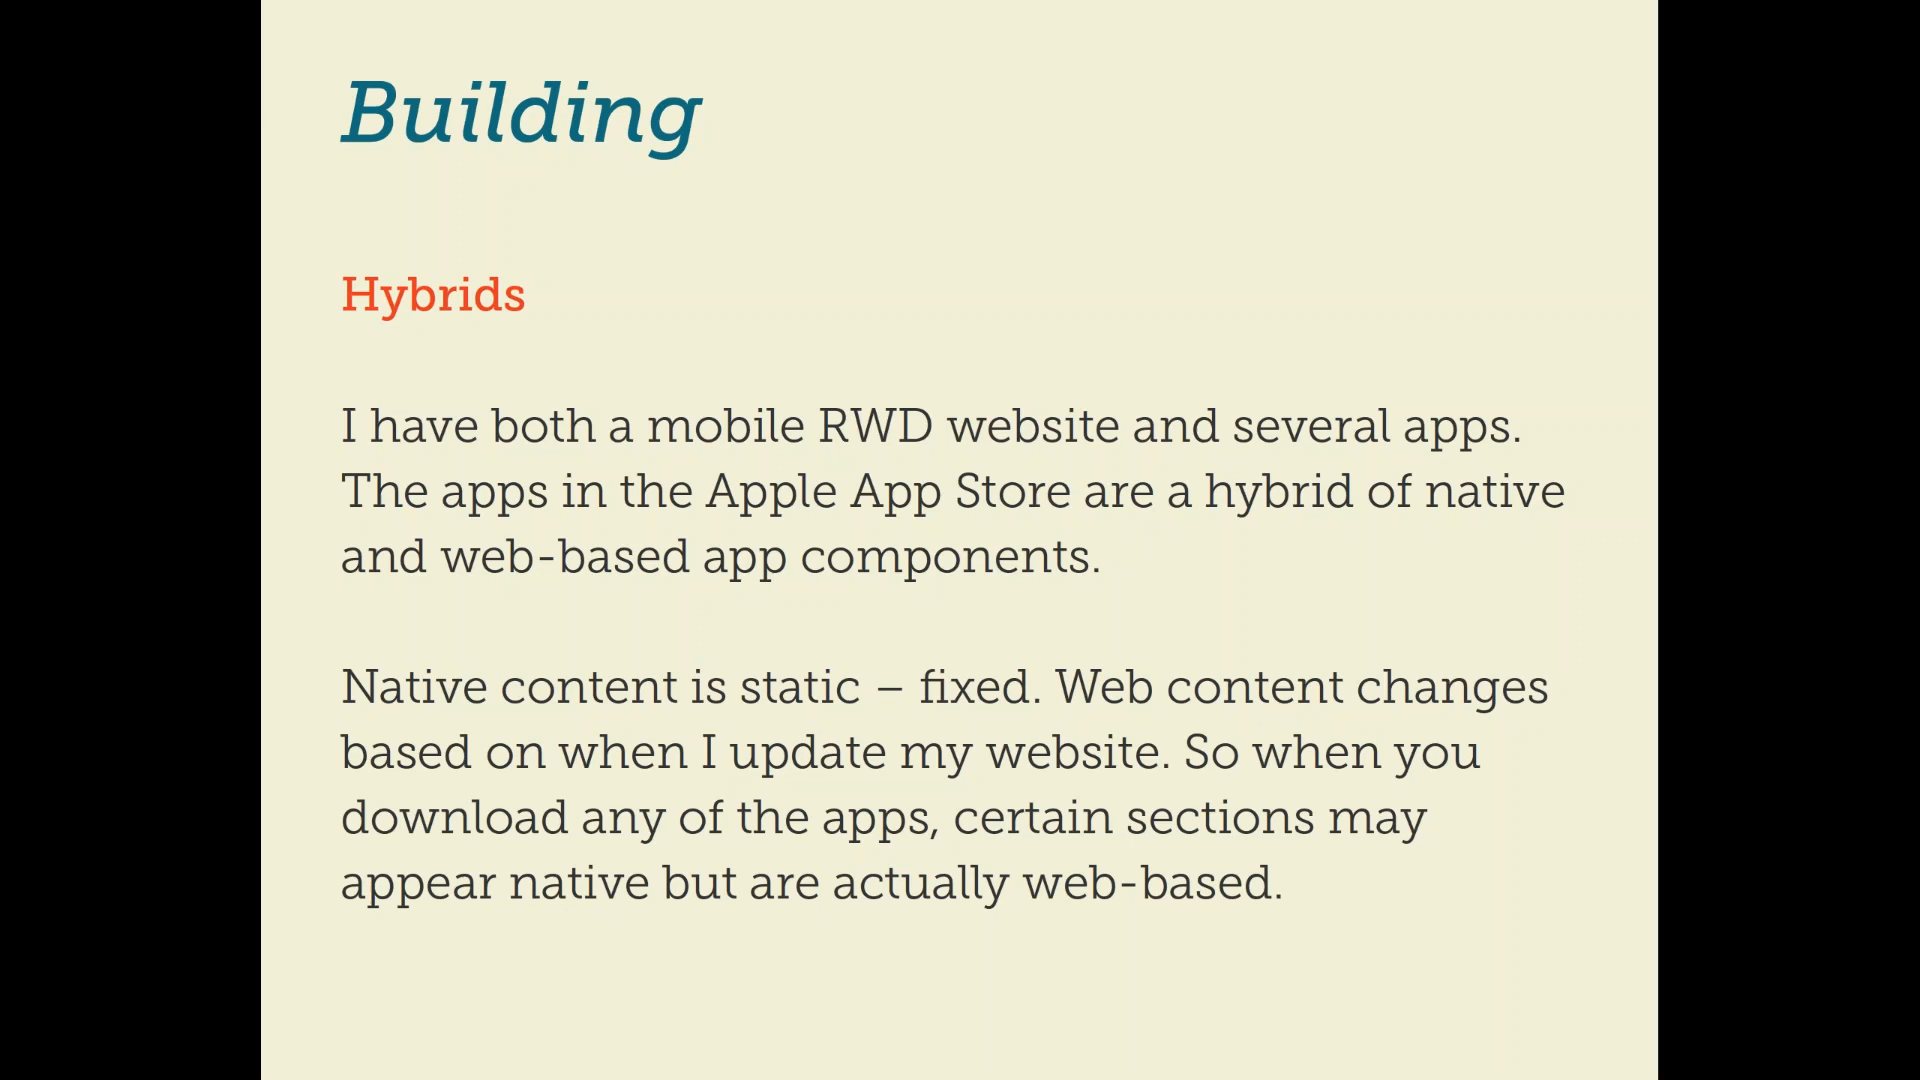 Building
Hybrids
I have both a mobile RWD website and several apps.
The apps in the Apple App Store are a hybrid of native
and web-based app components.
Native content is static – fixed. Web content changes
based on when I update my website. So when you
download any of the apps, certain sections may
appear native but are actually web-based.